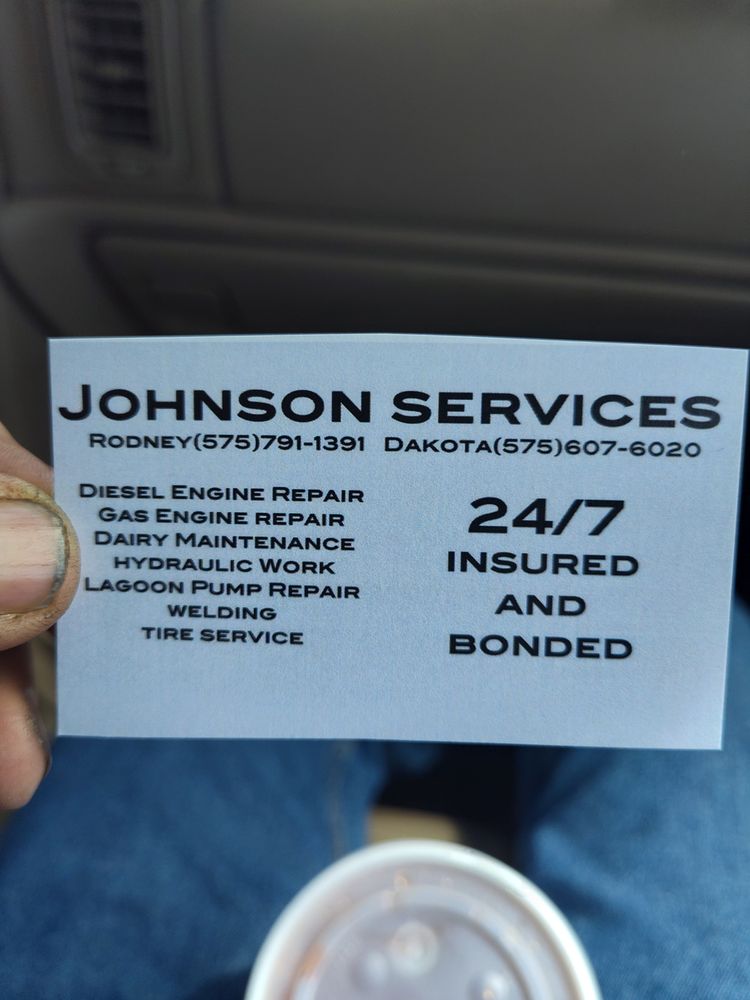 Johnson services
Rodney(575)791-1391 Dakota(575)607-6020
Diesel Engine Repair
Gas Engine repair
Dairy Maintenance
hydraulic Work
Lagoon Pump Repair
welding
tire service
24/7
insured
and
bonded